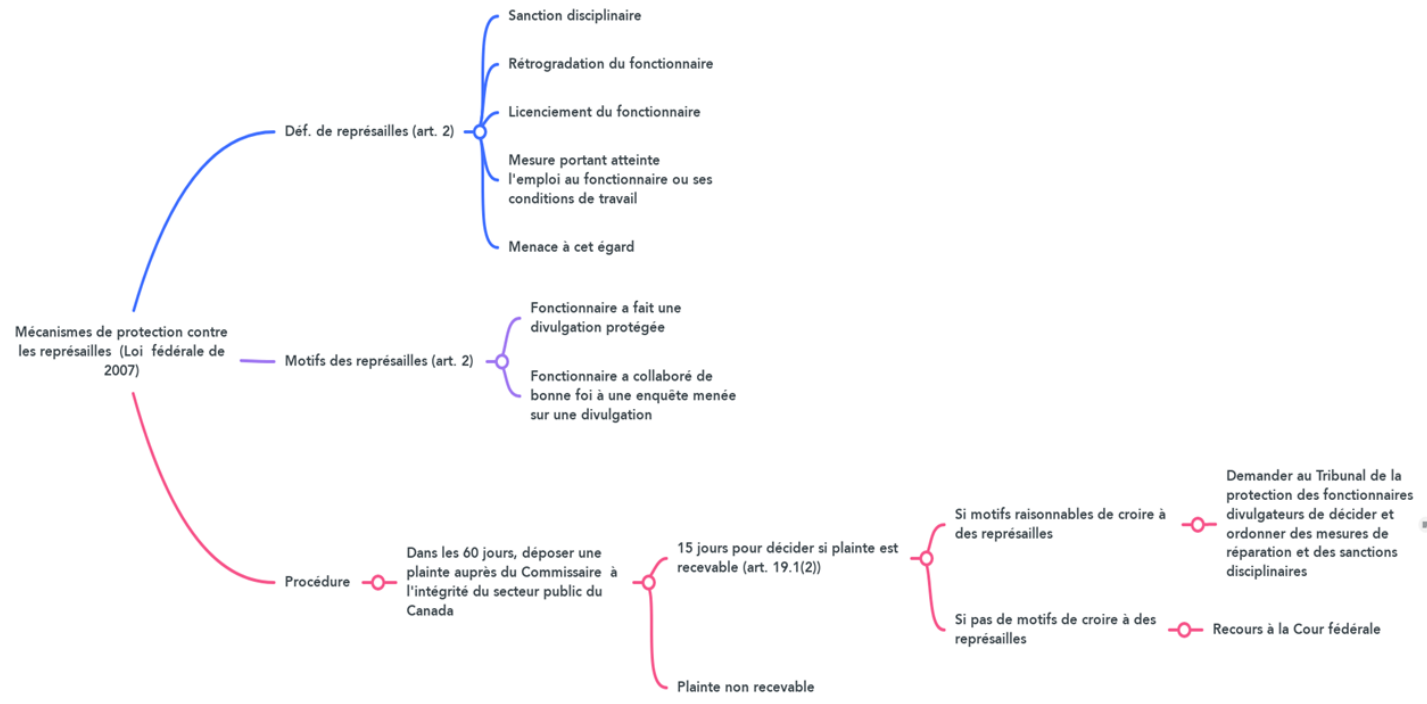 Mécanismes de protection contre
les représailles (Loi fédérale de
2007)
Déf. de représailles (art. 2)
Sanction disciplinaire
Rétrogradation du fonctionnaire
Licenciement du fonctionnaire
Mesure portant atteinte
l'emploi au fonctionnaire ou ses
conditions de travail
Menace à cet égard
Motifs des représailles (art. 2)
Fonctionnaire a fait une
divulgation protégée
Fonctionnaire a collaboré de
bonne foi à une enquête menée
sur une divulgation
Procédure
Dans les 60 jours, déposer une
plainte auprès du Commissaire à
l'intégrité du secteur public du
Canada
15 jours pour décider si plainte est
recevable (art. 19.1(2))
Si motifs raisonnables de croire à
des représailles
Demander au Tribunal de la
protection des fonctionnaires
divulgateurs de décider et
ordonner des mesures de
réparation et des sanctions
disciplinaires
Si pas de motifs de croire à des
représailles
Recours à la Cour fédérale
Plainte non recevable